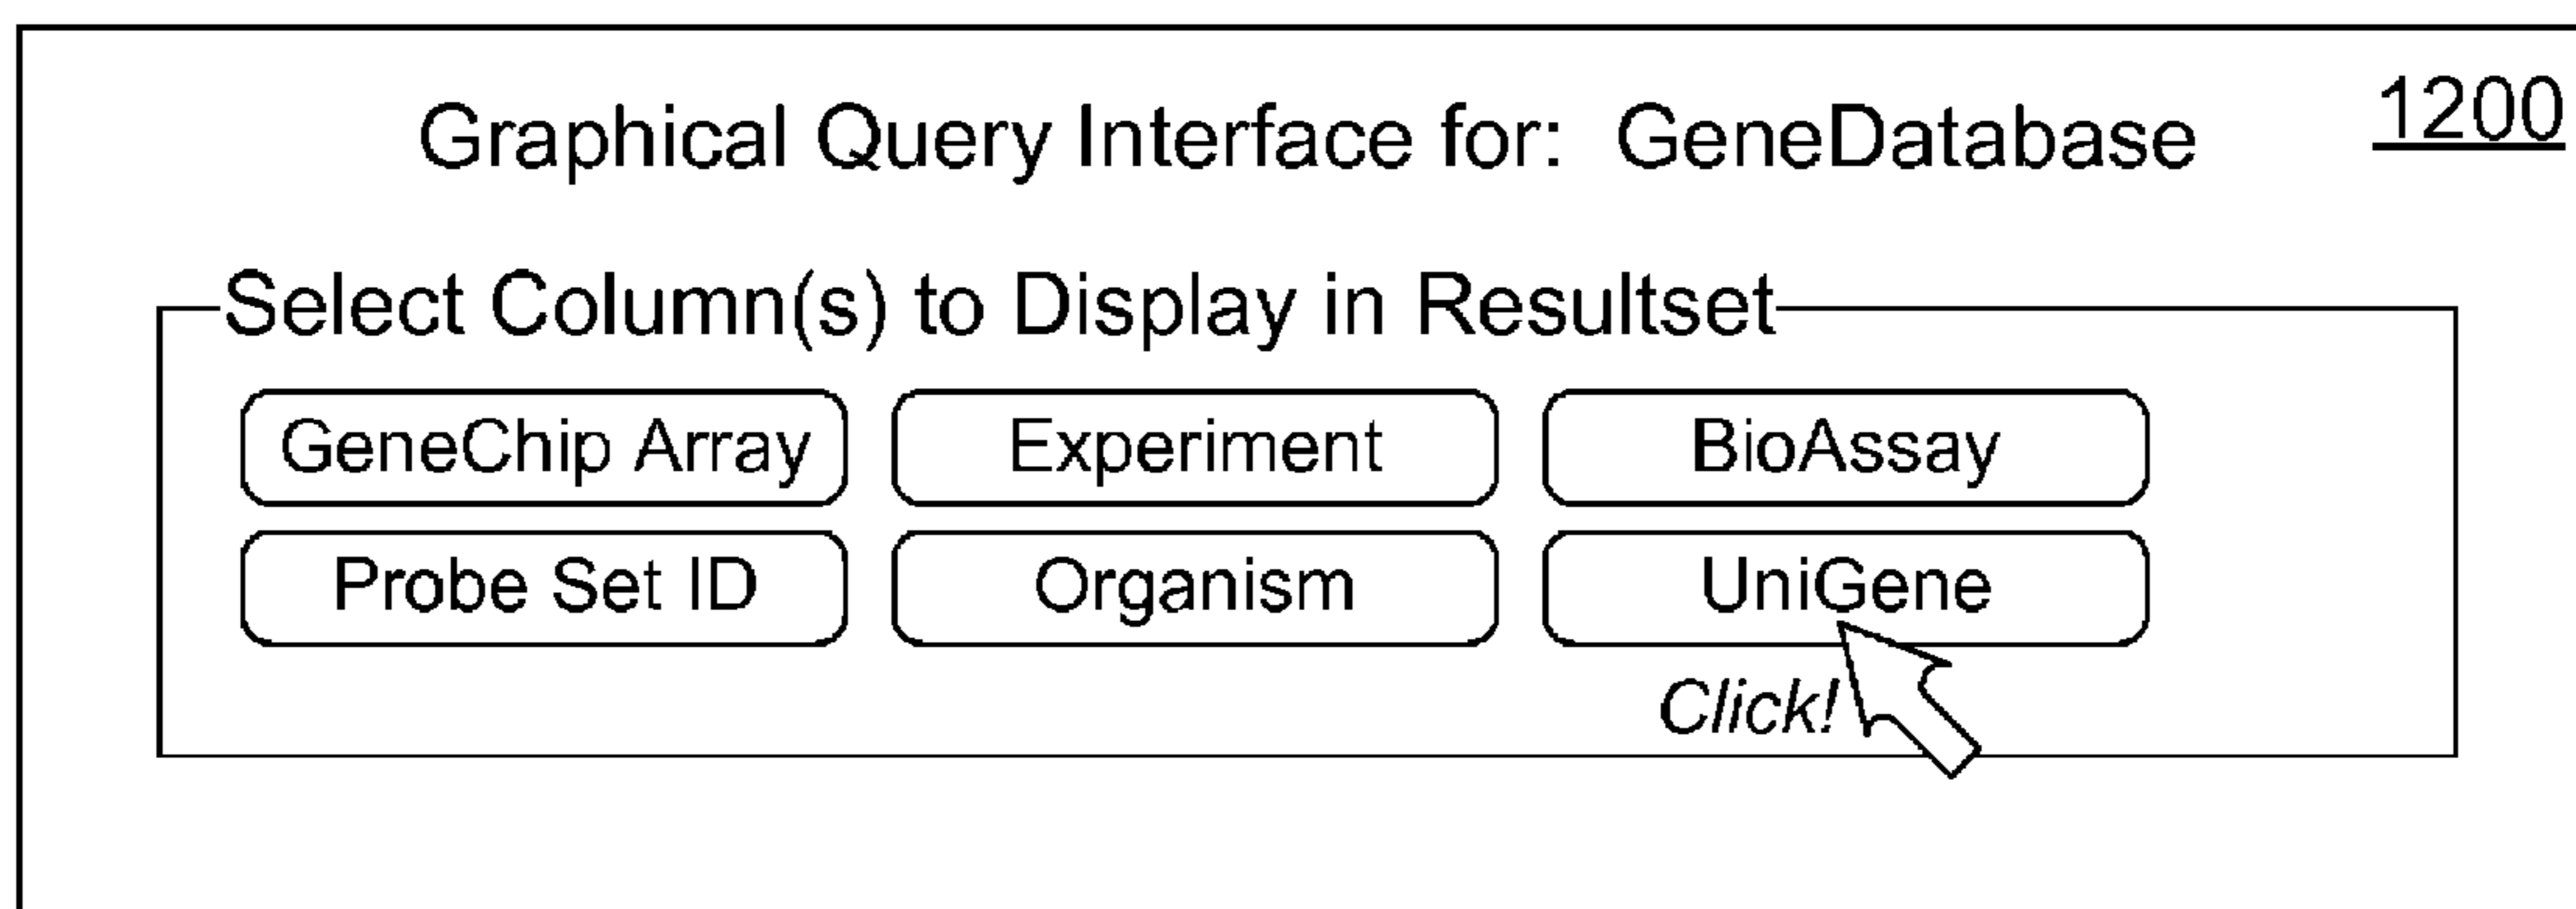 1200
Graphical Query Interface for: GeneDatabase
Select Column(s) to Display in Resultset
GeneChip Array Experiment BioAssay
Probe Set ID Organism UniGene
Click!